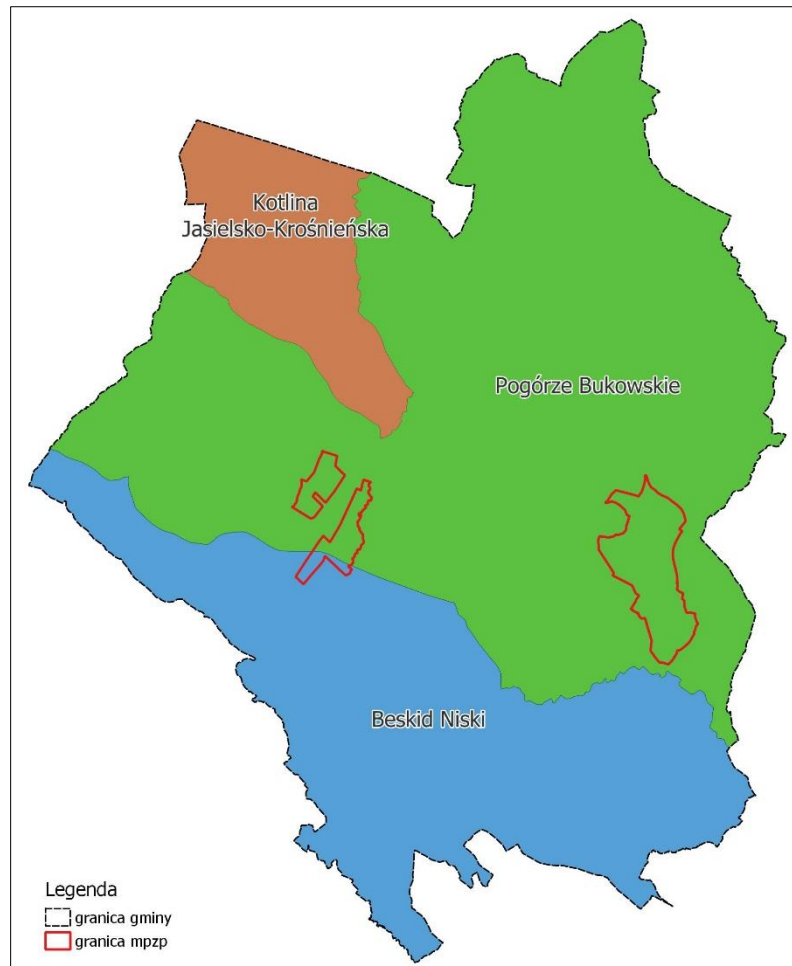 Kotlina
Jasielsko-Krośnieńska
Pogórze Bukowskie
Beskid Niski
Legenda
granica gminy
granica mpzp